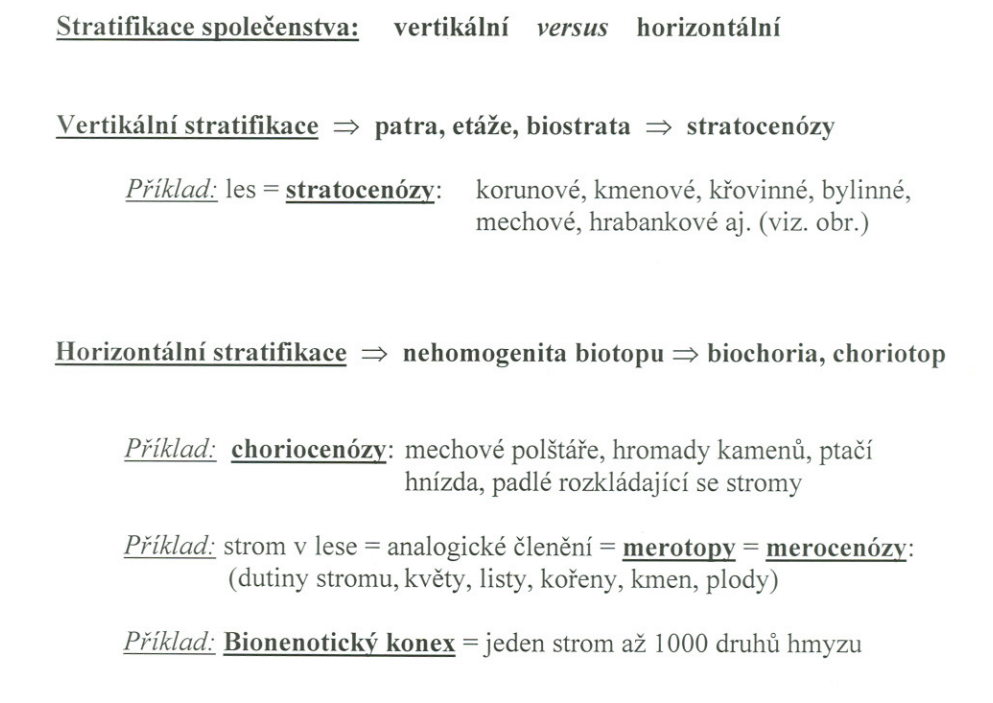 Stratifikace společenstva: vertikální versus horizontální
Vertikální stratifikace ⇒ patra, etáže, biostrata ⇒ stratocenózy
Příklad: les = stratocenózy: korunové, kmenové, křovinné, bylinné,
mechové, hrabankové aj. (viz. obr.)
Horizontální stratifikace ⇒ nehomogenita biotopu ⇒ biochoria, choriotop
Příklad: choriocenózy: mechové polštáře, hromady kamenů, ptačí
hnízda, padlé rozkládající se stromy
Příklad: strom v lese = analogické členění = merotopy = merocenózy:
(dutiny stromu, květy, listy, kořeny, kmen, plody)
Příklad: Bionenotický konex = jeden strom až 1000 druhů hmyzu